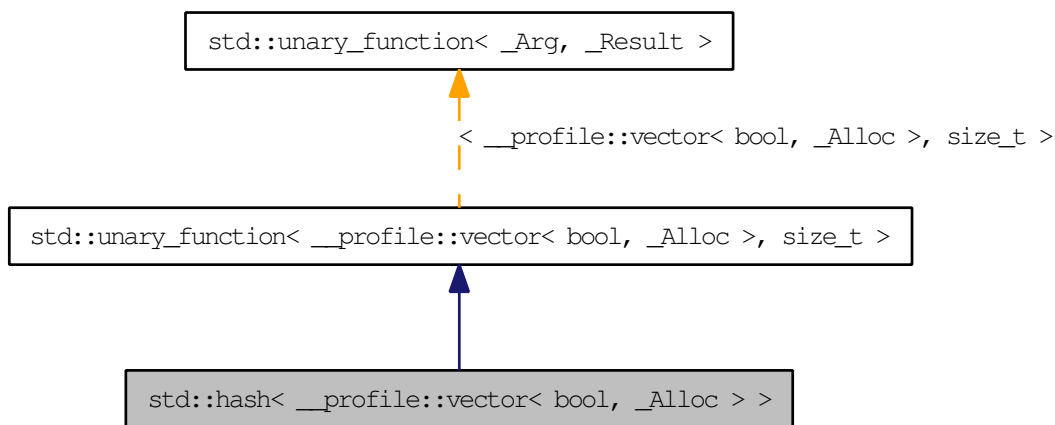 std::unary_function< _Arg, _Result >
< __profile::vector< bool, _Alloc >, size_t >
std::unary_function< __profile::vector< bool, _Alloc >, size_t >
std::hash< __profile::vector< bool, _Alloc > >